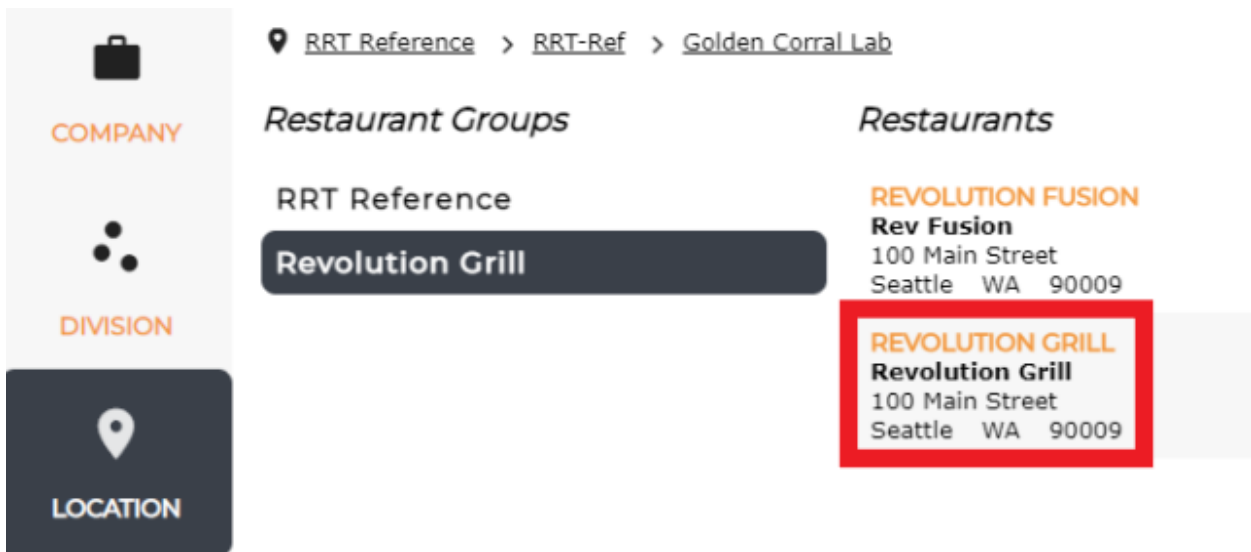 RRT Reference > RRT-Ref > Golden Corral Lab
COMPANY
DIVISION
LOCATION
Restaurant Groups
RRT Reference
Revolution Grill
Restaurants
REVOLUTION FUSION
Rev Fusion
100 Main Street
Seattle WA 90009
REVOLUTION GRILL
Revolution Grill
100 Main Street
Seattle WA 90009